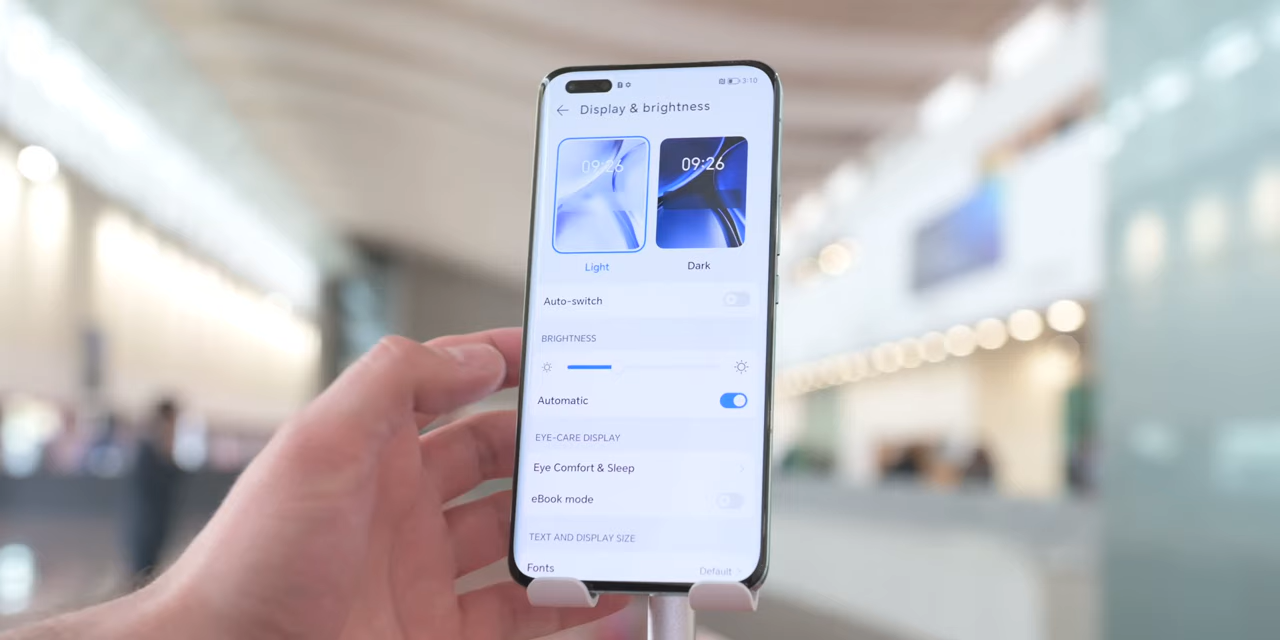 3:10
Display & brightness
09:26 09:26
Light Dark
Auto-switch
BRIGHTNESS
Automatic
EYE-CARE DISPLAY
Eye Comfort & Sleep
eBook mode
TEXT AND DISPLAY SIZE
Fonts Default